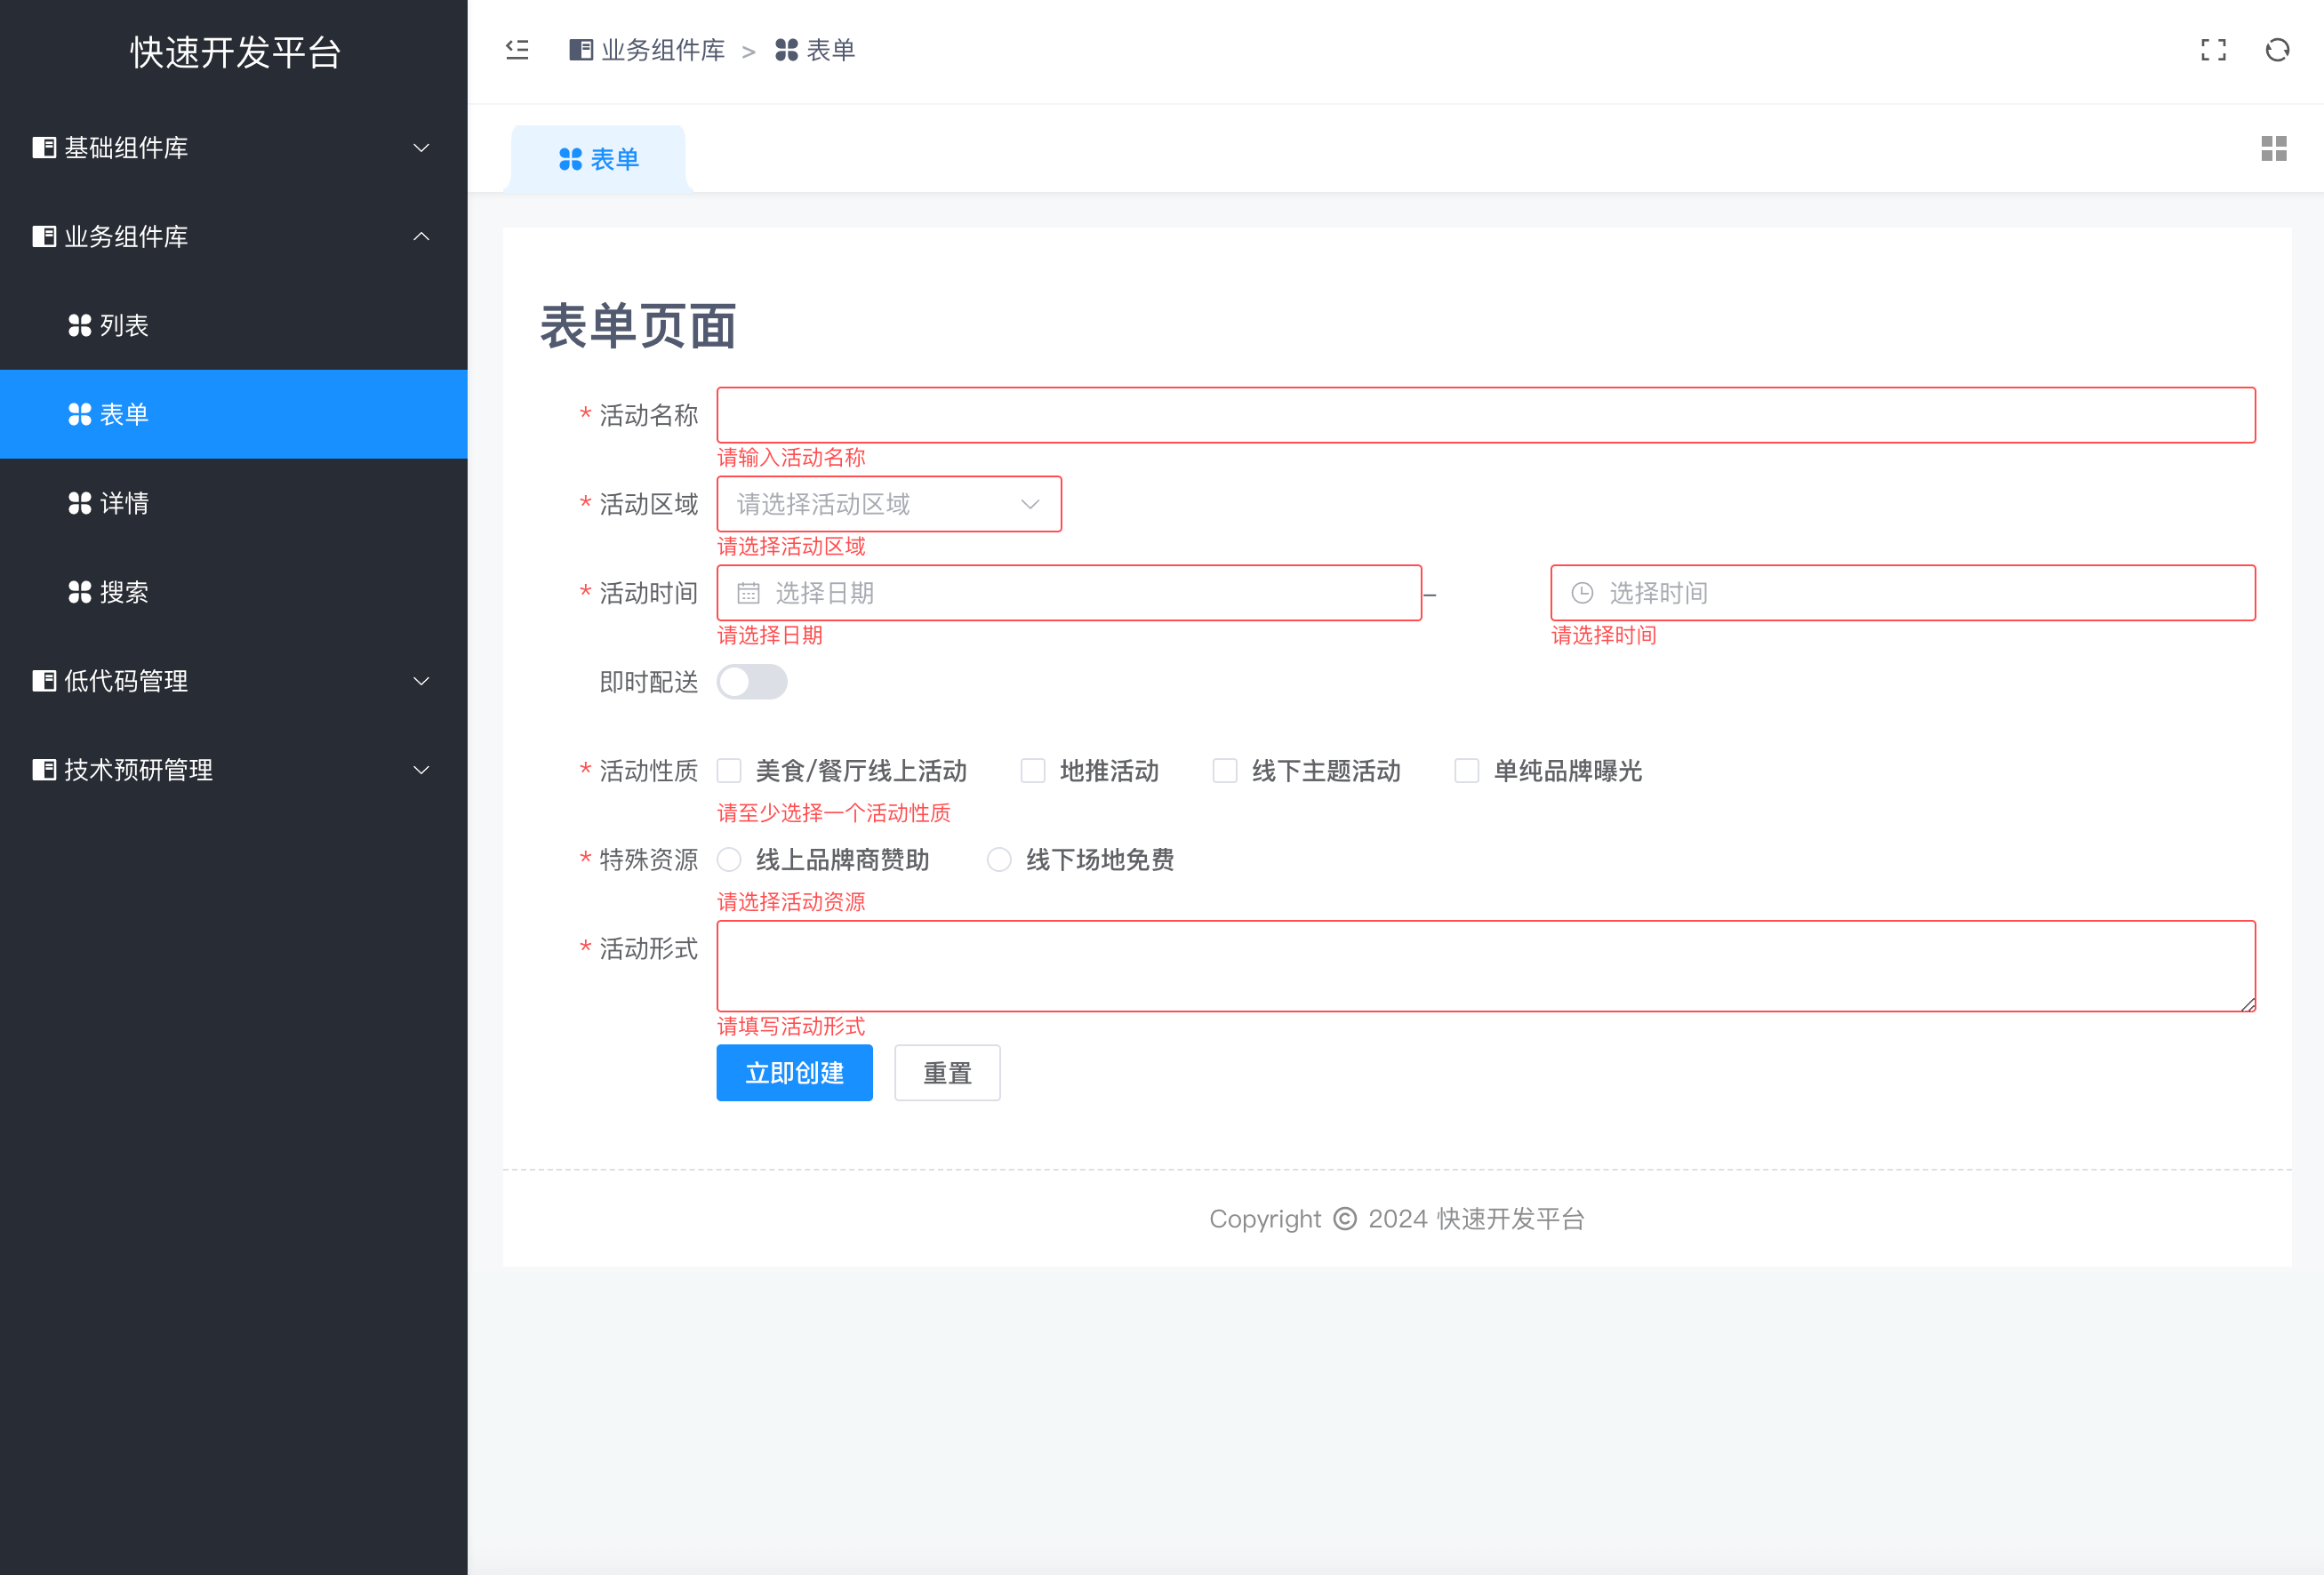 快速开发平台
基础组件库
业务组件库
列表
表单
详情
搜索
低代码管理
技术预研管理
业务组件库 > 表单
表单
表单页面
* 活动名称
请输入活动名称
* 活动区域 请选择活动区域
请选择活动区域
* 活动时间 选择日期 – 选择时间
请选择日期 请选择时间
即时配送
* 活动性质 美食/餐厅线上活动 地推活动 线下主题活动 单纯品牌曝光
请至少选择一个活动性质
* 特殊资源 线上品牌商赞助 线下场地免费
请选择活动资源
* 活动形式
请填写活动形式
立即创建 重置
Copyright © 2024 快速开发平台